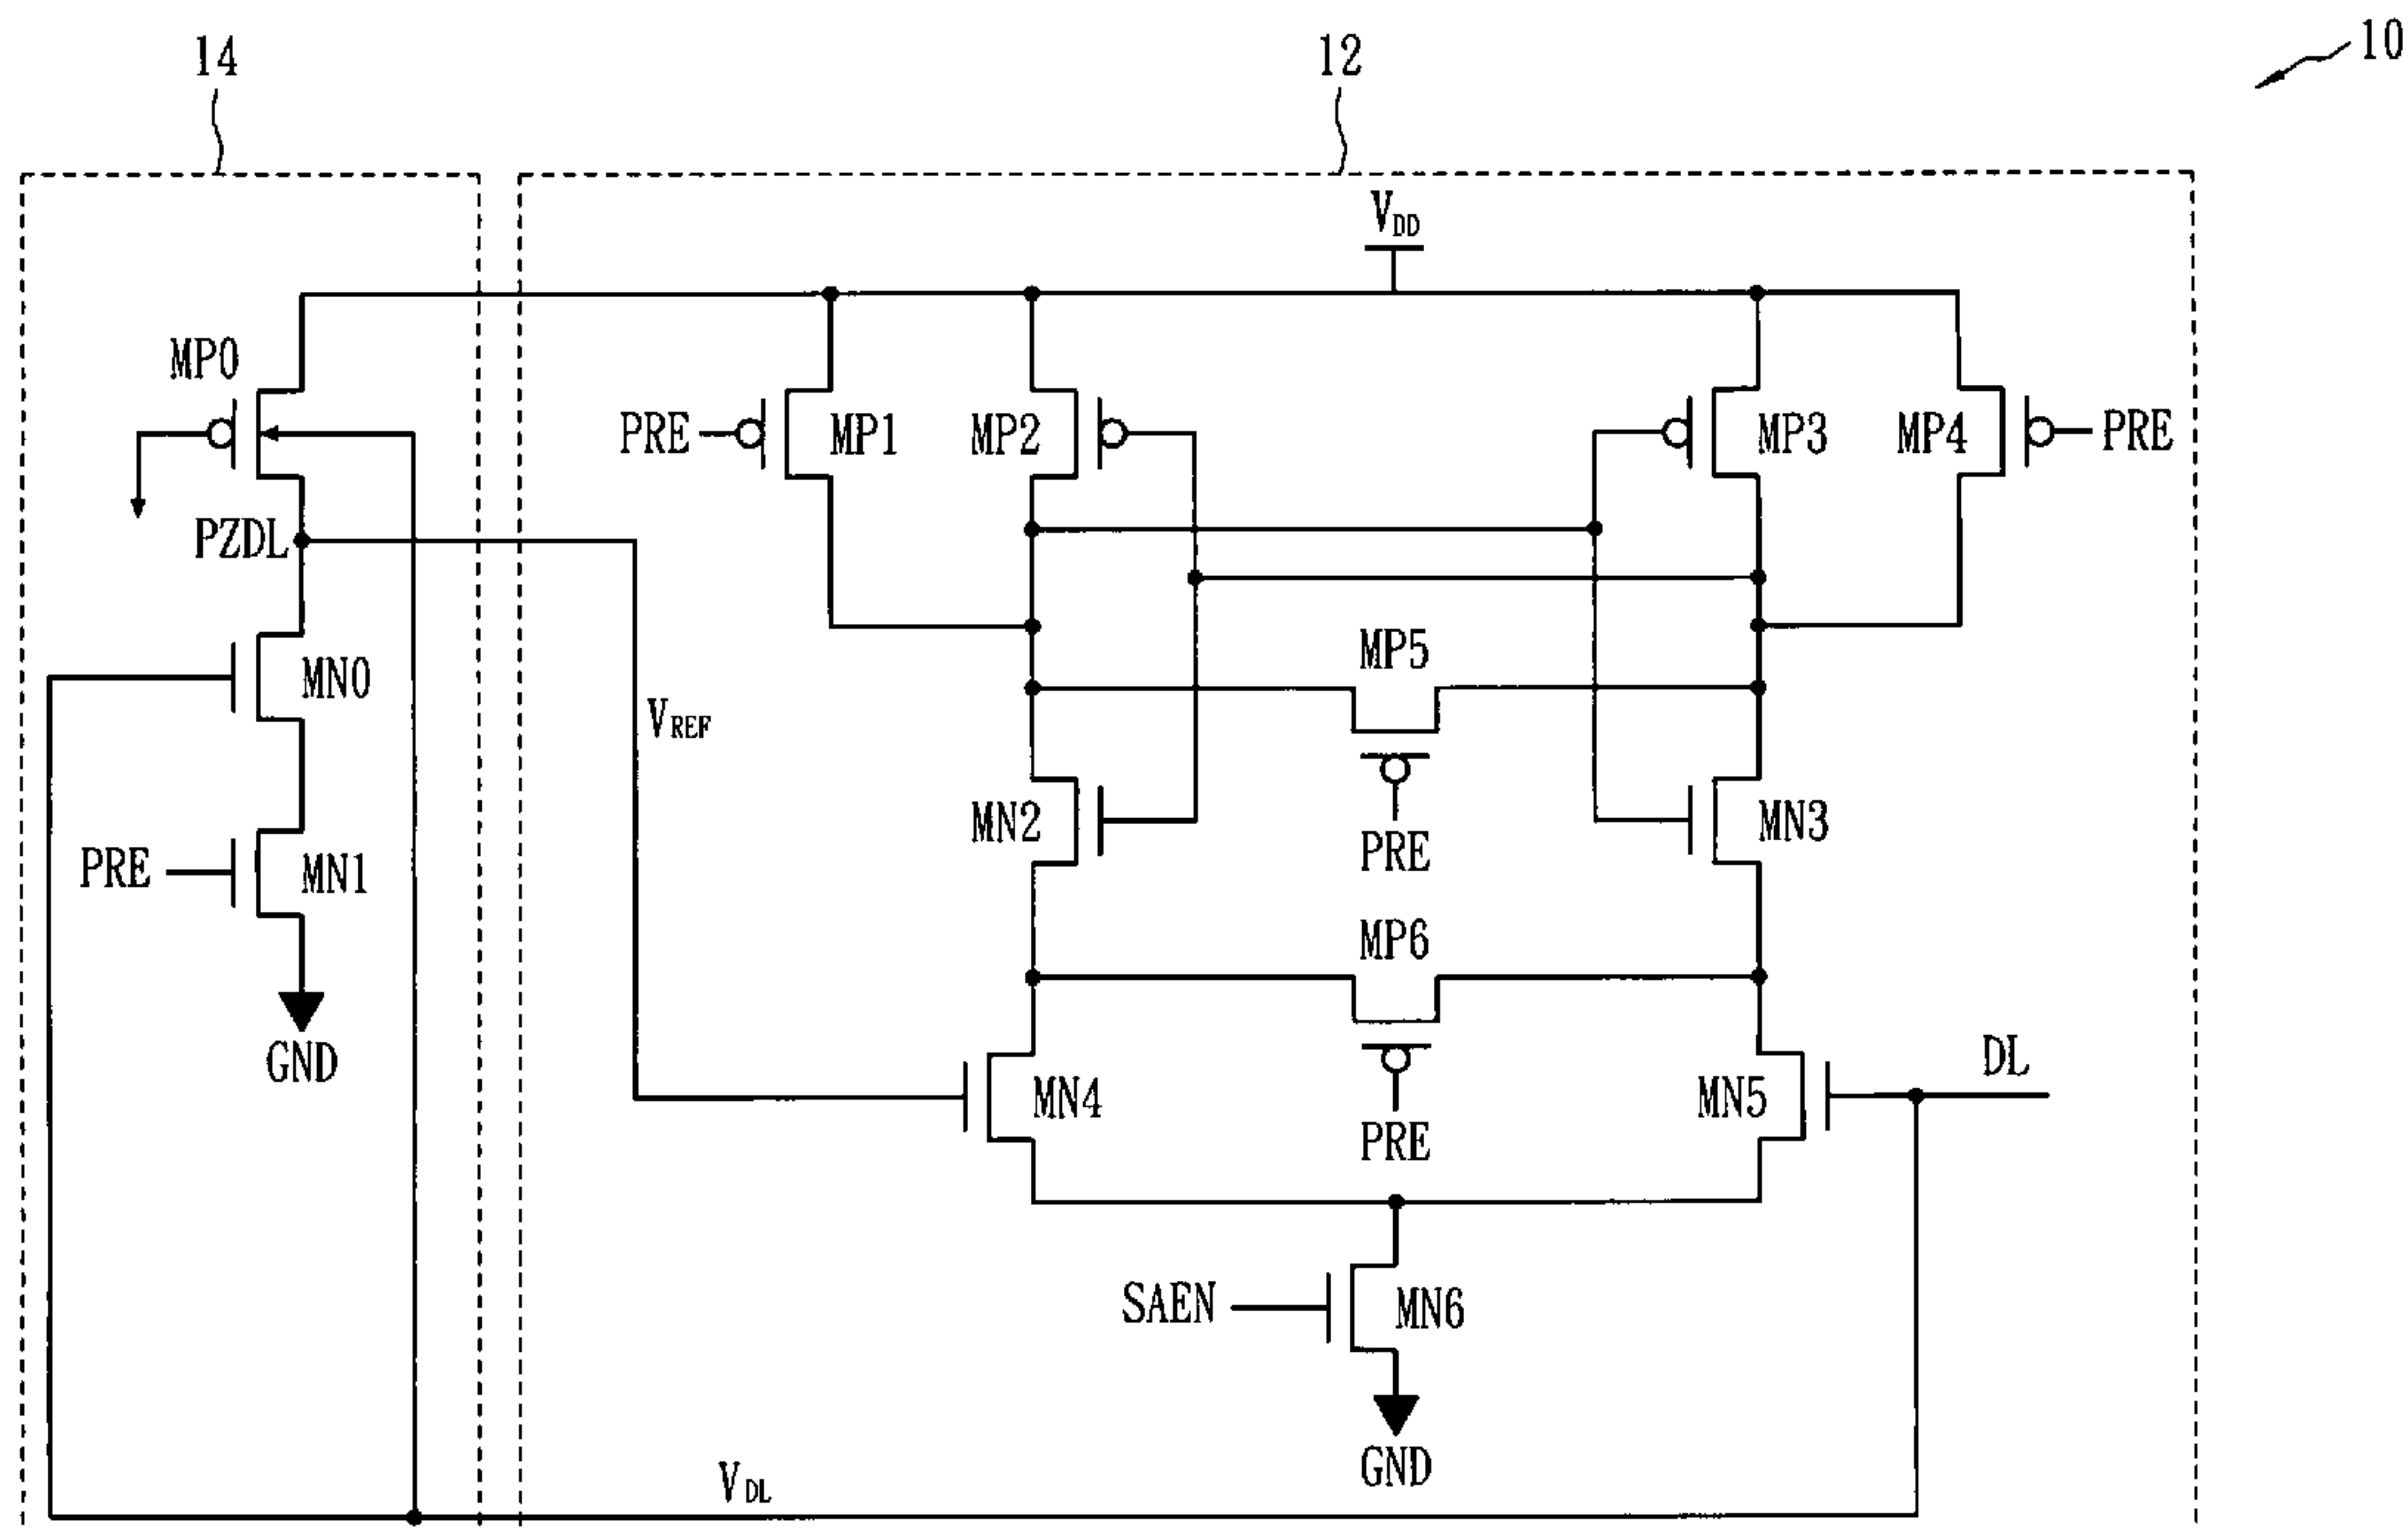 10
14
12
VDD
MP0
PRE
MP1
MP2
MP3
MP4
PRE
PZDL
MP5
MN0
VREF
MN2
PRE
MN3
PRE
MN1
MP6
GND
DL
MN4
MN5
PRE
SAEN
MN6
GND
VDL